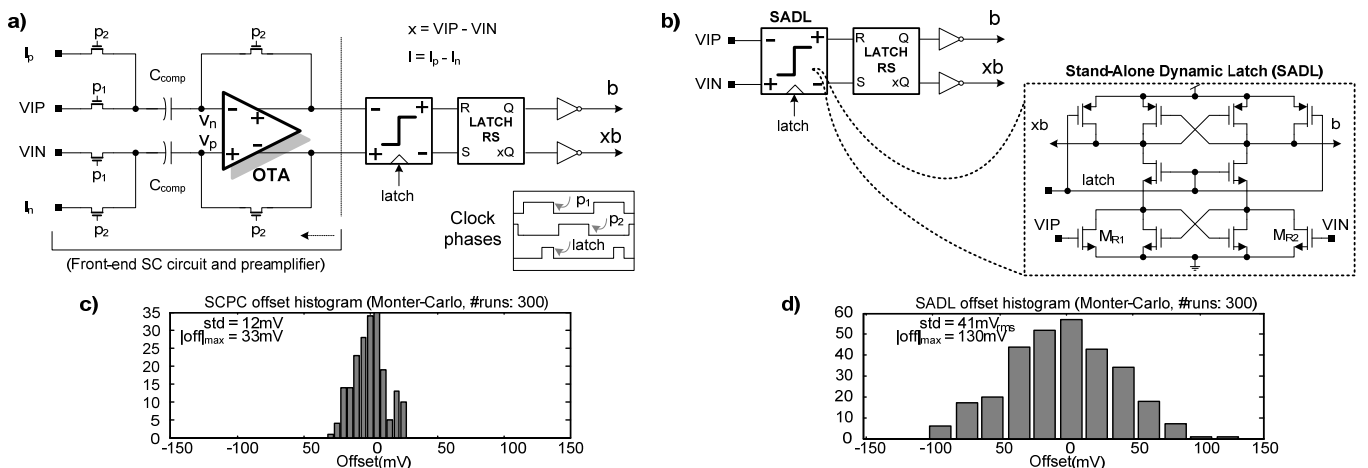 a)
p2
Ip
Ccomp
VIP
p1
Vn
Vp
VIN
p1
Ccomp
OTA
In
p2
p2
p2
(Front-end SC circuit and preamplifier)
x = VIP - VIN
I = Ip - In
latch
R Q
LATCH
RS
S xQ
b
xb
Clock
phases
p1
p2
latch
b)
SADL
VIP
VIN
latch
R Q
LATCH
RS
S xQ
b
xb
Stand-Alone Dynamic Latch (SADL)
xb
b
latch
VIP
VIN
MR1
MR2
c)
SCPC offset histogram (Monter-Carlo, #runs: 300)
std = 12mV
|off|max = 33mV
35
30
25
20
15
10
5
0
-150 -100 -50 0 50 100 150
Offset(mV)
d)
SADL offset histogram (Monter-Carlo, #runs: 300)
std = 41mVrms
|off|max = 130mV
60
50
40
30
20
10
0
-150 -100 -50 0 50 100 150
Offset(mV)